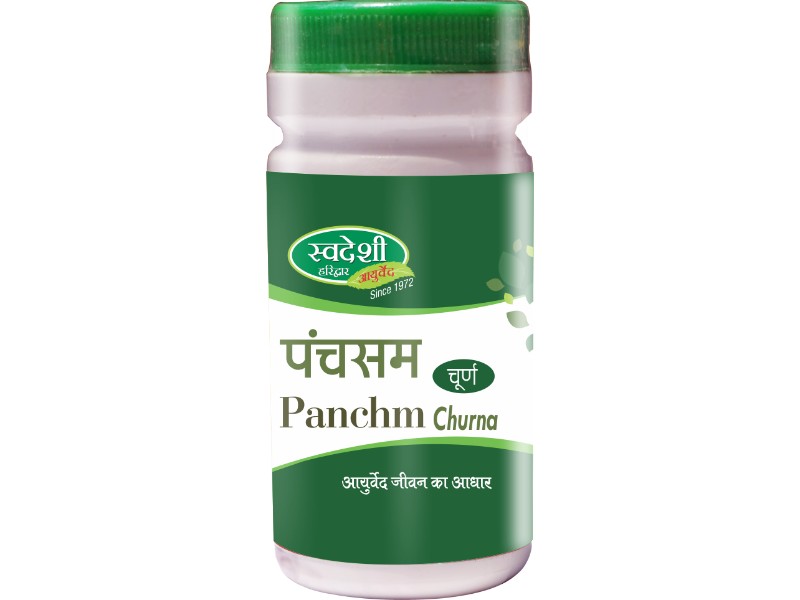 स्वदेशी
हरिद्वार
आयुर्वेद
Since 1972
पंचसम
चूर्ण
Panchm Churna
आयुर्वेद जीवन का आधार